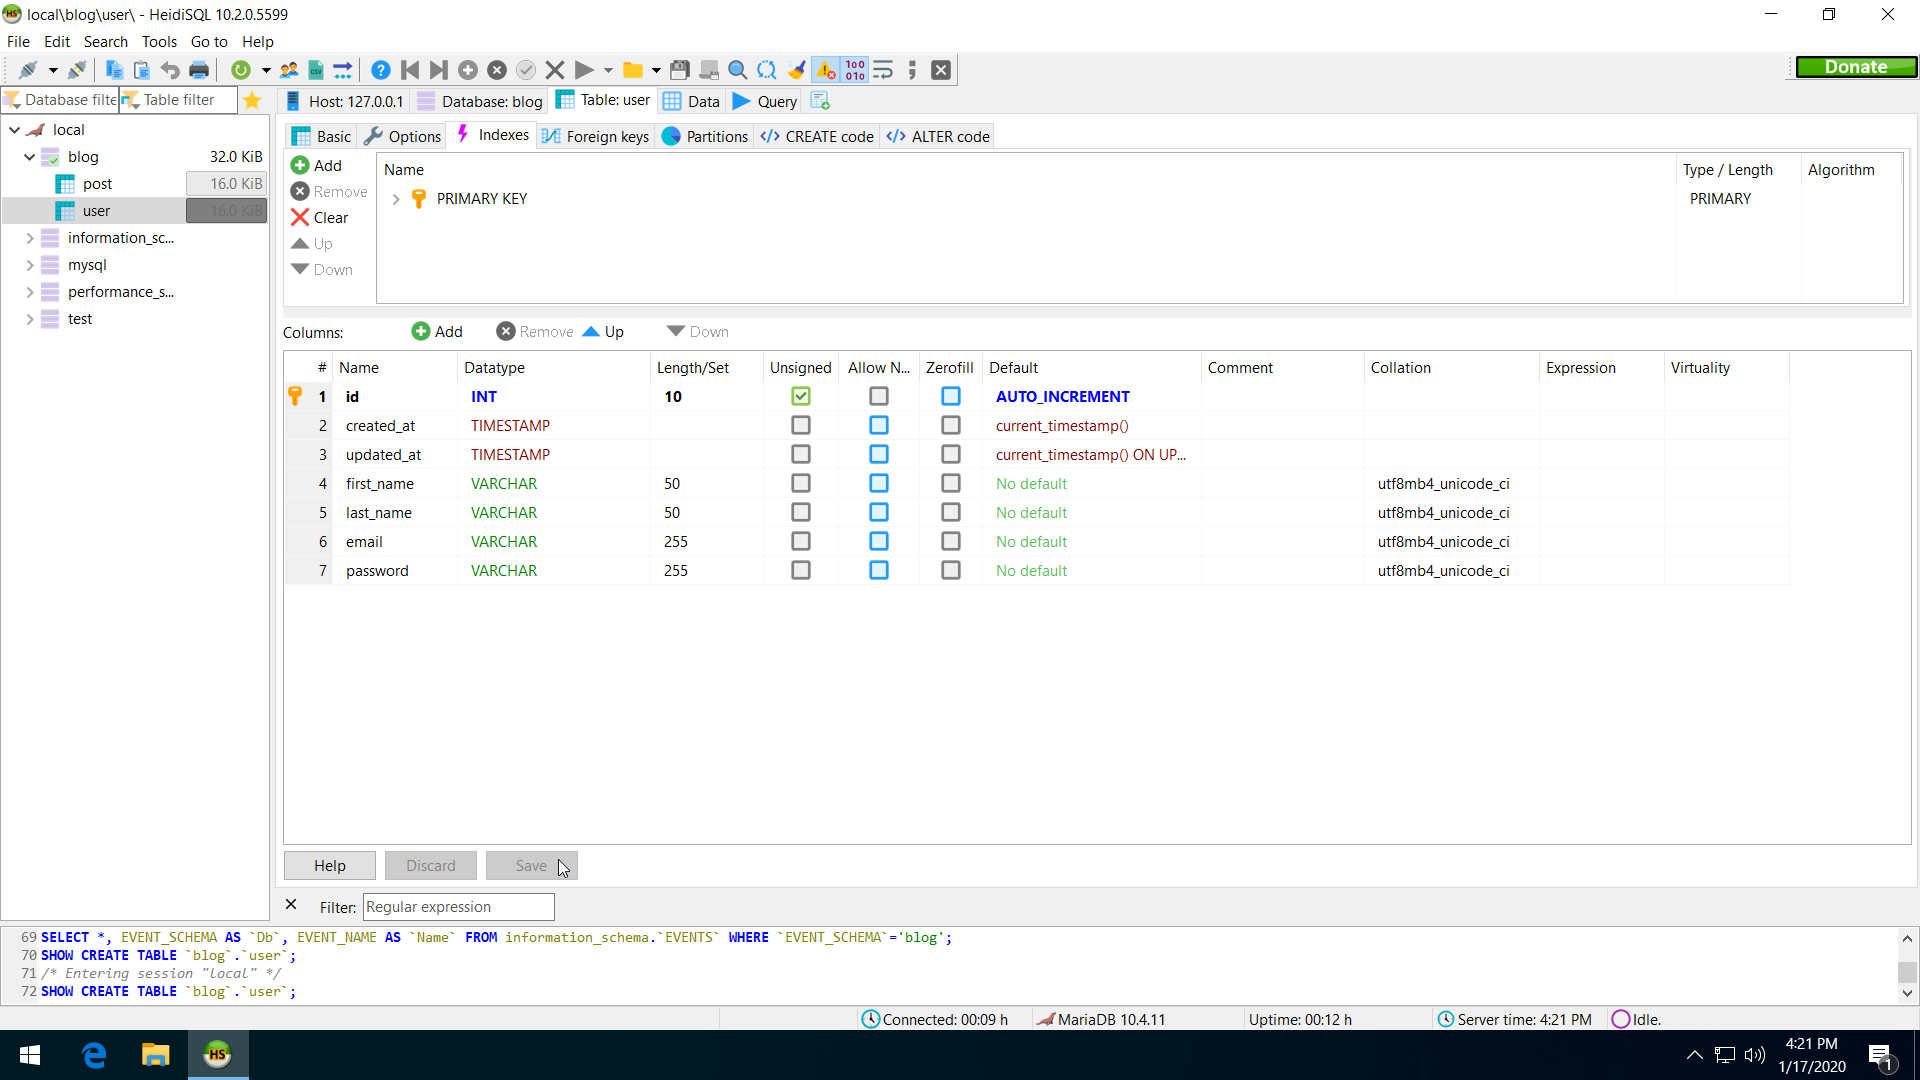 local\blog\user\ - HeidiSQL 10.2.0.5599
File Edit Search Tools Go to Help
Donate
Database filte Table filter
Host: 127.0.0.1 Database: blog Table: user Data Query
local
blog 32.0 KiB
post 16.0 KiB
user 16.0 KiB
information_sc...
mysql
performance_s...
test
Basic Options Indexes Foreign keys Partitions CREATE code ALTER code
Add
Remove
Clear
Up
Down
Name Type / Length Algorithm
PRIMARY KEY PRIMARY
Columns: Add Remove Up Down
# Name Datatype Length/Set Unsigned Allow N... Zerofill Default Comment Collation Expression Virtuality
1 id INT 10 AUTO_INCREMENT
2 created_at TIMESTAMP current_timestamp()
3 updated_at TIMESTAMP current_timestamp() ON UP...
4 first_name VARCHAR 50 No default utf8mb4_unicode_ci
5 last_name VARCHAR 50 No default utf8mb4_unicode_ci
6 email VARCHAR 255 No default utf8mb4_unicode_ci
7 password VARCHAR 255 No default utf8mb4_unicode_ci
Help Discard Save
Filter: Regular expression
69 SELECT *, EVENT_SCHEMA AS `Db`, EVENT_NAME AS `Name` FROM information_schema.`EVENTS` WHERE `EVENT_SCHEMA`='blog';
70 SHOW CREATE TABLE `blog`.`user`;
71 /* Entering session "local" */
72 SHOW CREATE TABLE `blog`.`user`;
Connected: 00:09 h MariaDB 10.4.11 Uptime: 00:12 h Server time: 4:21 PM Idle.
4:21 PM
1/17/2020
1